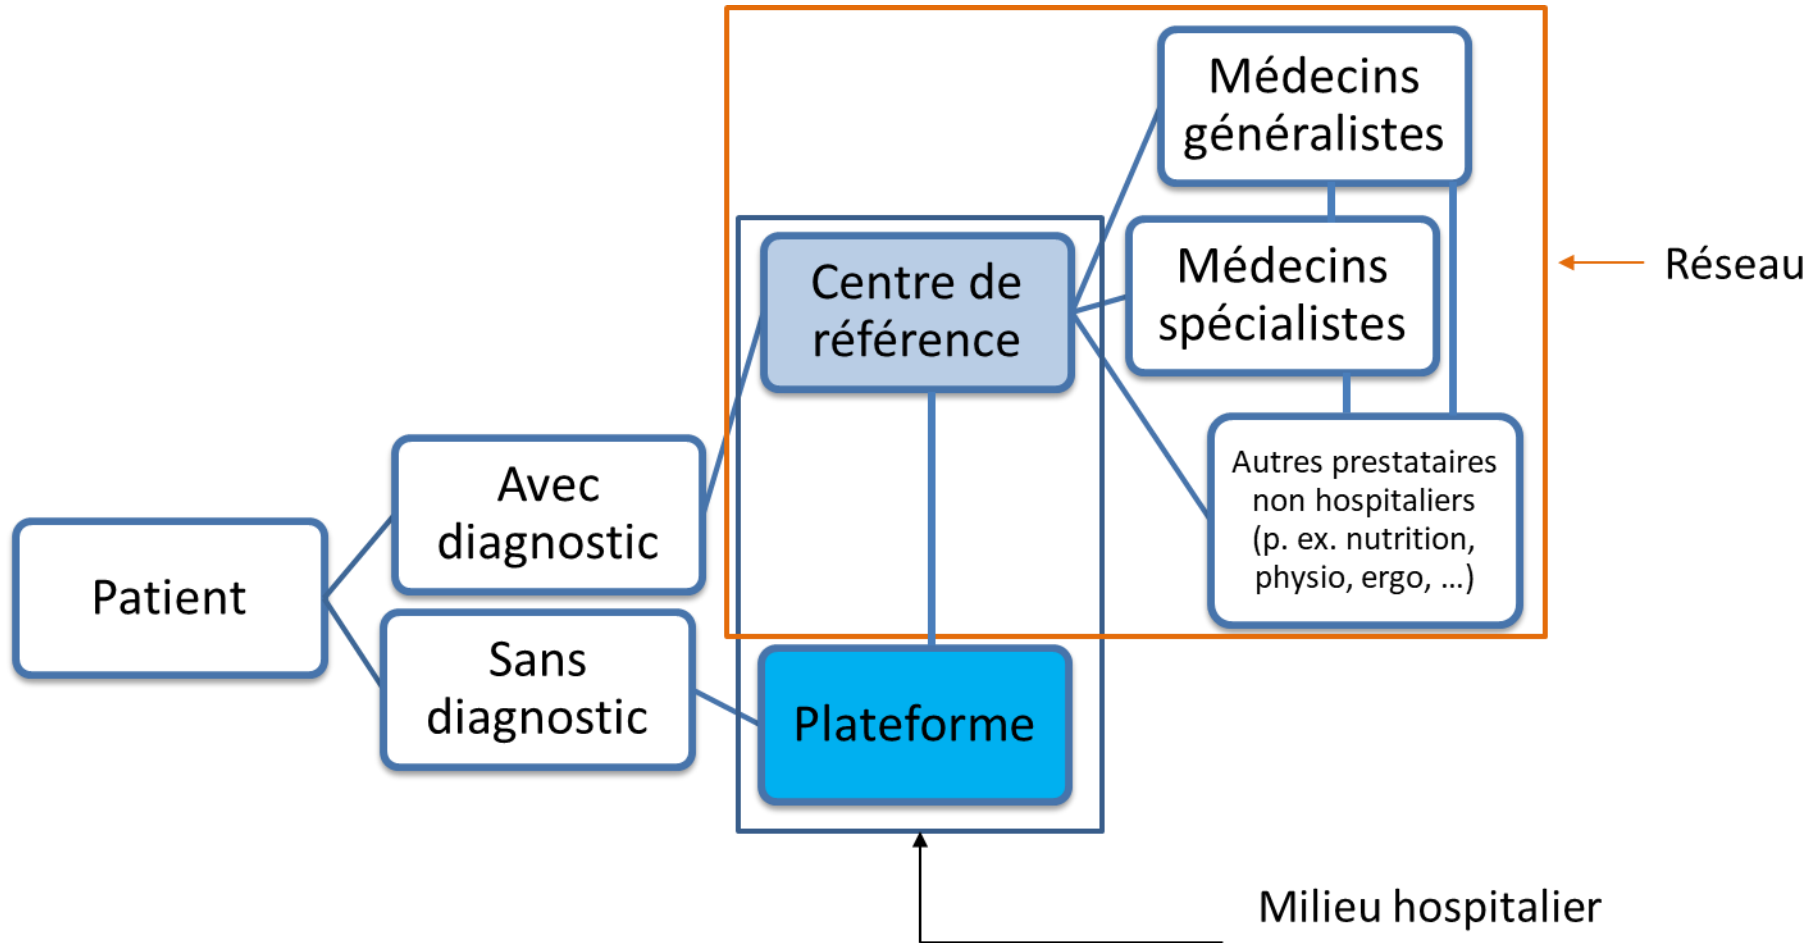 Médecins
généralistes
Centre de
référence
Médecins
spécialistes
Réseau
Avec
diagnostic
Autres prestataires
non hospitaliers
(p. ex. nutrition,
physio, ergo, ...)
Patient
Sans
diagnostic
Plateforme
Milieu hospitalier